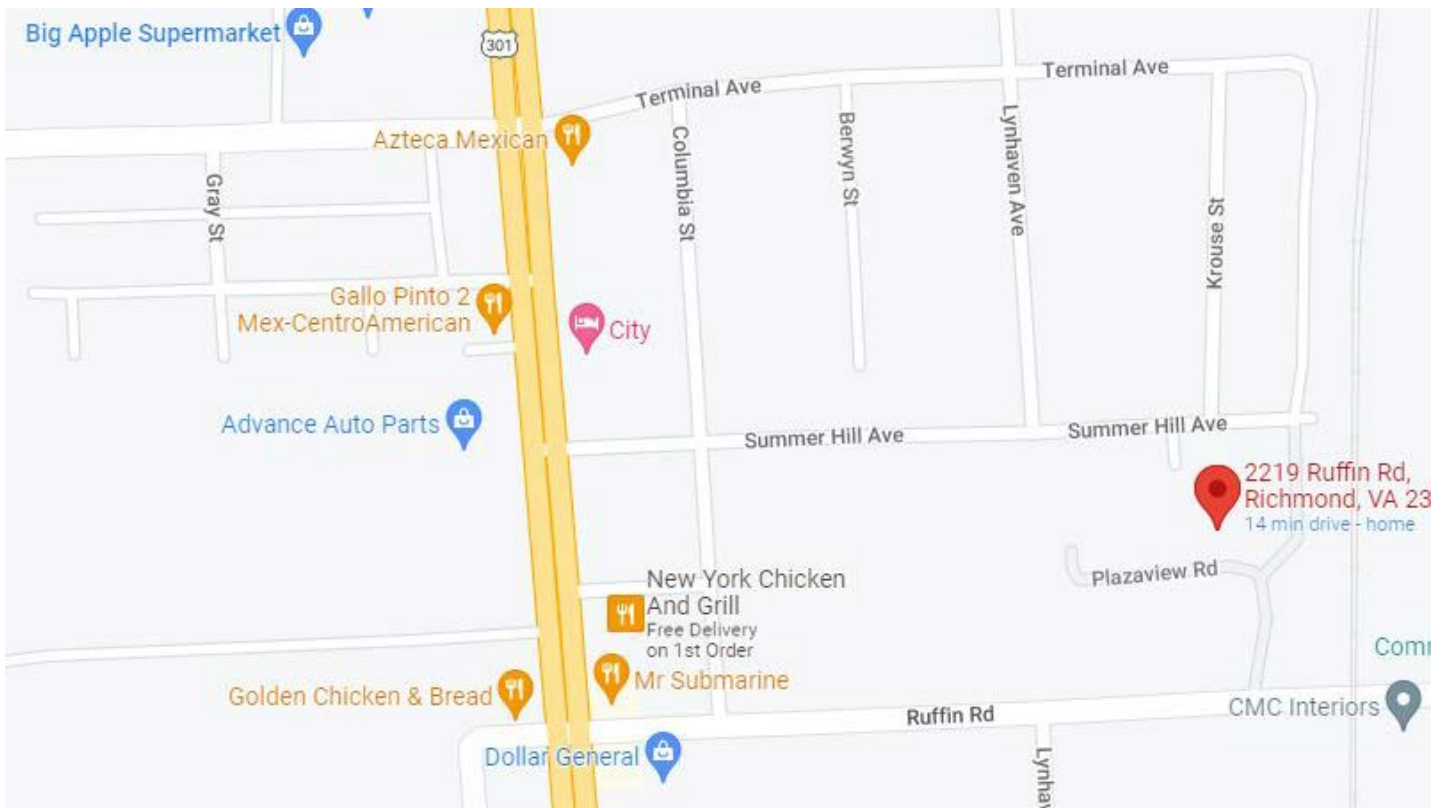 Big Apple Supermarket
301
Terminal Ave
Terminal Ave
Azteca Mexican
Columbia St
Berwyn St
Lynhaven Ave
Gray St
Kronose St
Gallo Pinto 2
Mex-CentroAmerican
City
Advance Auto Parts
Summer Hill Ave
Summer Hill Ave
2219 Ruffin Rd,
Richmond, VA 23
14 min drive - home
Plazaview Rd
New York Chicken
And Grill
Free Delivery
on 1st Order
Mr Submarine
Golden Chicken & Bread
Ruffin Rd
CMC Interiors
Dollar General